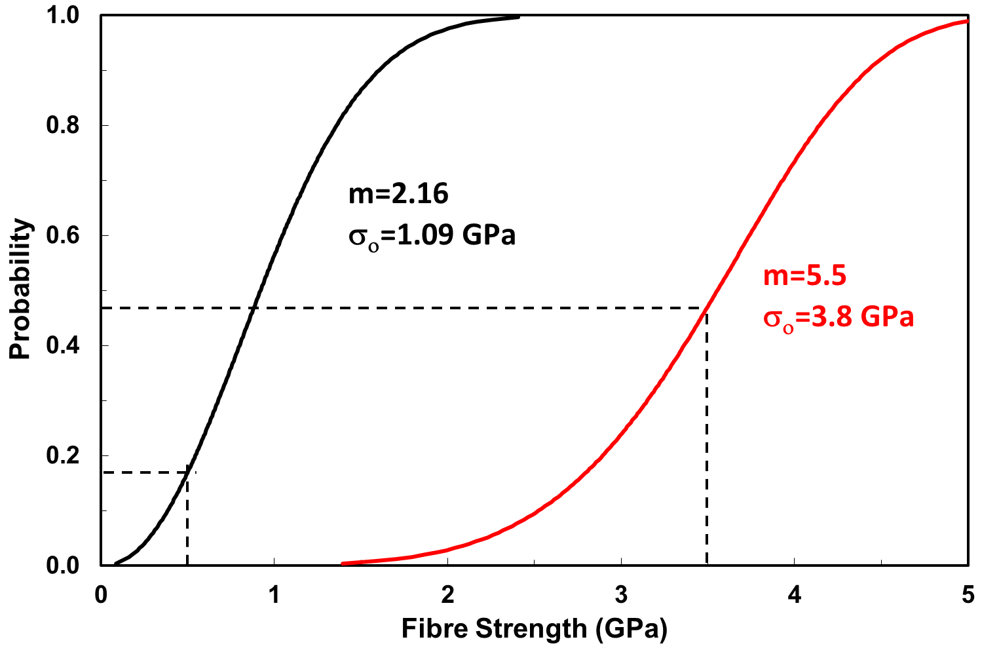 1.0
0.8
0.6
0.4
0.2
0.0
Probability
m=2.16
σo=1.09 GPa
m=5.5
σo=3.8 GPa
0 1 2 3 4 5
Fibre Strength (GPa)